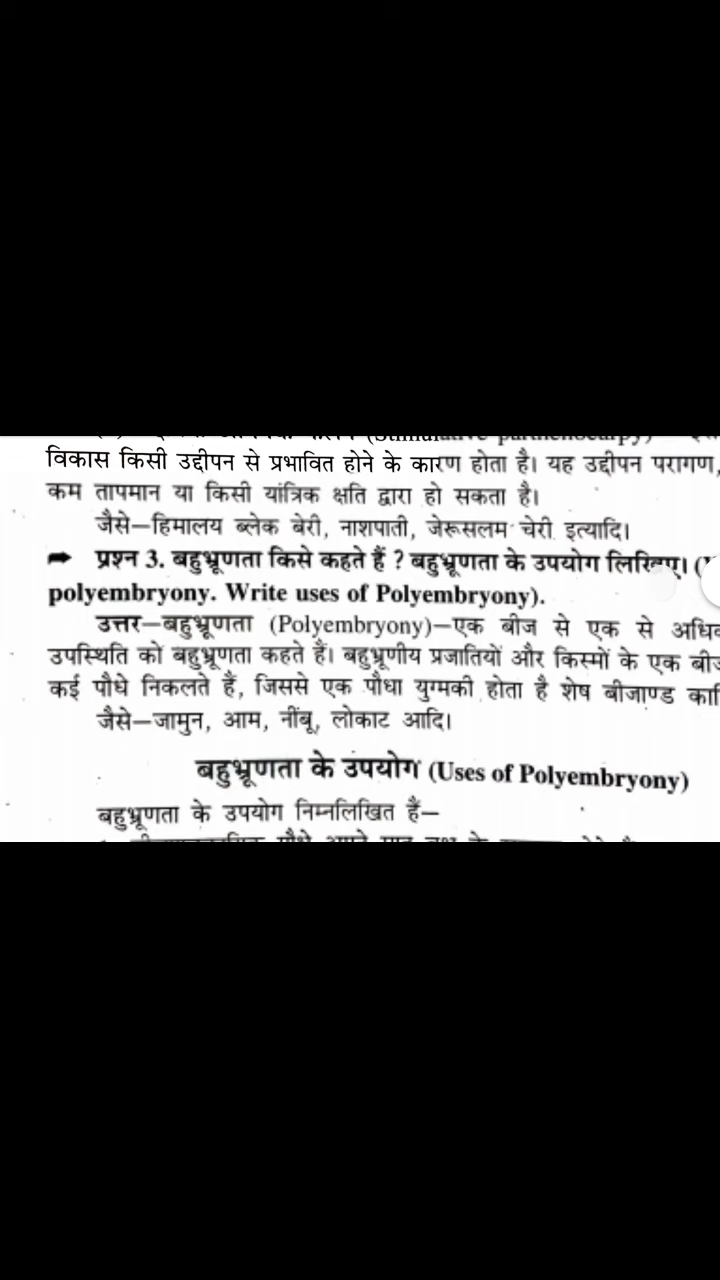 (Stimulative parthenocarpy)
विकास किसी उद्दीपन से प्रभावित होने के कारण होता है। यह उद्दीपन परागण,
कम तापमान या किसी यांत्रिक क्षति द्वारा हो सकता है।
जैसे—हिमालय ब्लेक बेरी, नाशपाती, जेरूसलम चेरी इत्यादि।
➡ प्रश्न 3. बहुभ्रूणता किसे कहते हैं ? बहुभ्रूणता के उपयोग लिखिए। (
polyembryony. Write uses of Polyembryony).
उत्तर—बहुभ्रूणता (Polyembryony)—एक बीज से एक से
उपस्थिति को बहुभ्रूणता कहते हैं। बहुभ्रूणीय प्रजातियों और किस्मों के एक
कई पौधे निकलते हैं, जिससे एक पौधा युग्मकी होता है शेष बीजाण्ड
जैसे—जामुन, आम, नींबू, लोकाट आदि।
बहुभ्रूणता के उपयोग (Uses of Polyembryony)
बहुभ्रूणता के उपयोग निम्नलिखित हैं—